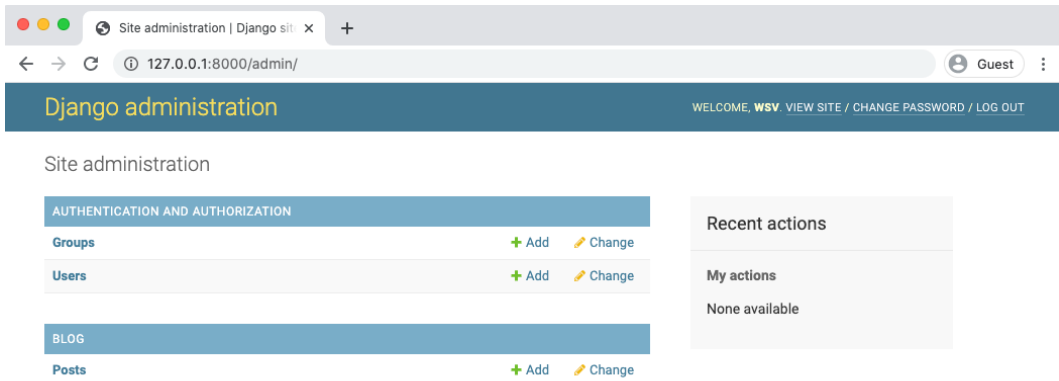 Site administration | Django sit
127.0.0.1:8000/admin/
Guest
Django administration
WELCOME, WSV. VIEW SITE / CHANGE PASSWORD / LOG OUT
Site administration
AUTHENTICATION AND AUTHORIZATION
Groups + Add Change
Users + Add Change
BLOG
Posts + Add Change
Recent actions
My actions
None available